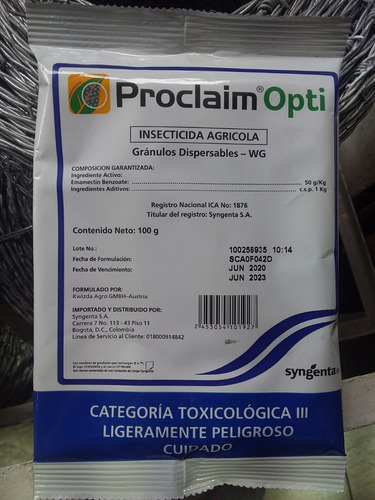 Proclaim® Opti
INSECTICIDA AGRICOLA
Gránulos Dispersables – WG
COMPOSICION GARANTIZADA:
Ingrediente Activo:
Emamectin Benzoate: 50 g/Kg
Ingredientes Aditivos: c.s.p. 1 Kg
Registro Nacional ICA No: 1876
Titular del registro: Syngenta S.A.
Contenido Neto: 100 g
Lote No.: 100258935 10:14
Fecha de Formulación: SCA0F042D
JUN 2020
Fecha de Vencimiento: JUN 2023
FORMULADO POR:
Kwizda Agro GMBH-Austria
IMPORTADO Y DISTRIBUIDO POR:
Syngenta S.A.
Carrera 7 No. 113 - 43 Piso 11
Bogotá, D.C., Colombia
Línea de Servicio al Cliente: 018000914842
7 453054 101927
syngenta
CATEGORÍA TOXICOLÓGICA III
LIGERAMENTE PELIGROSO
CUIDADO